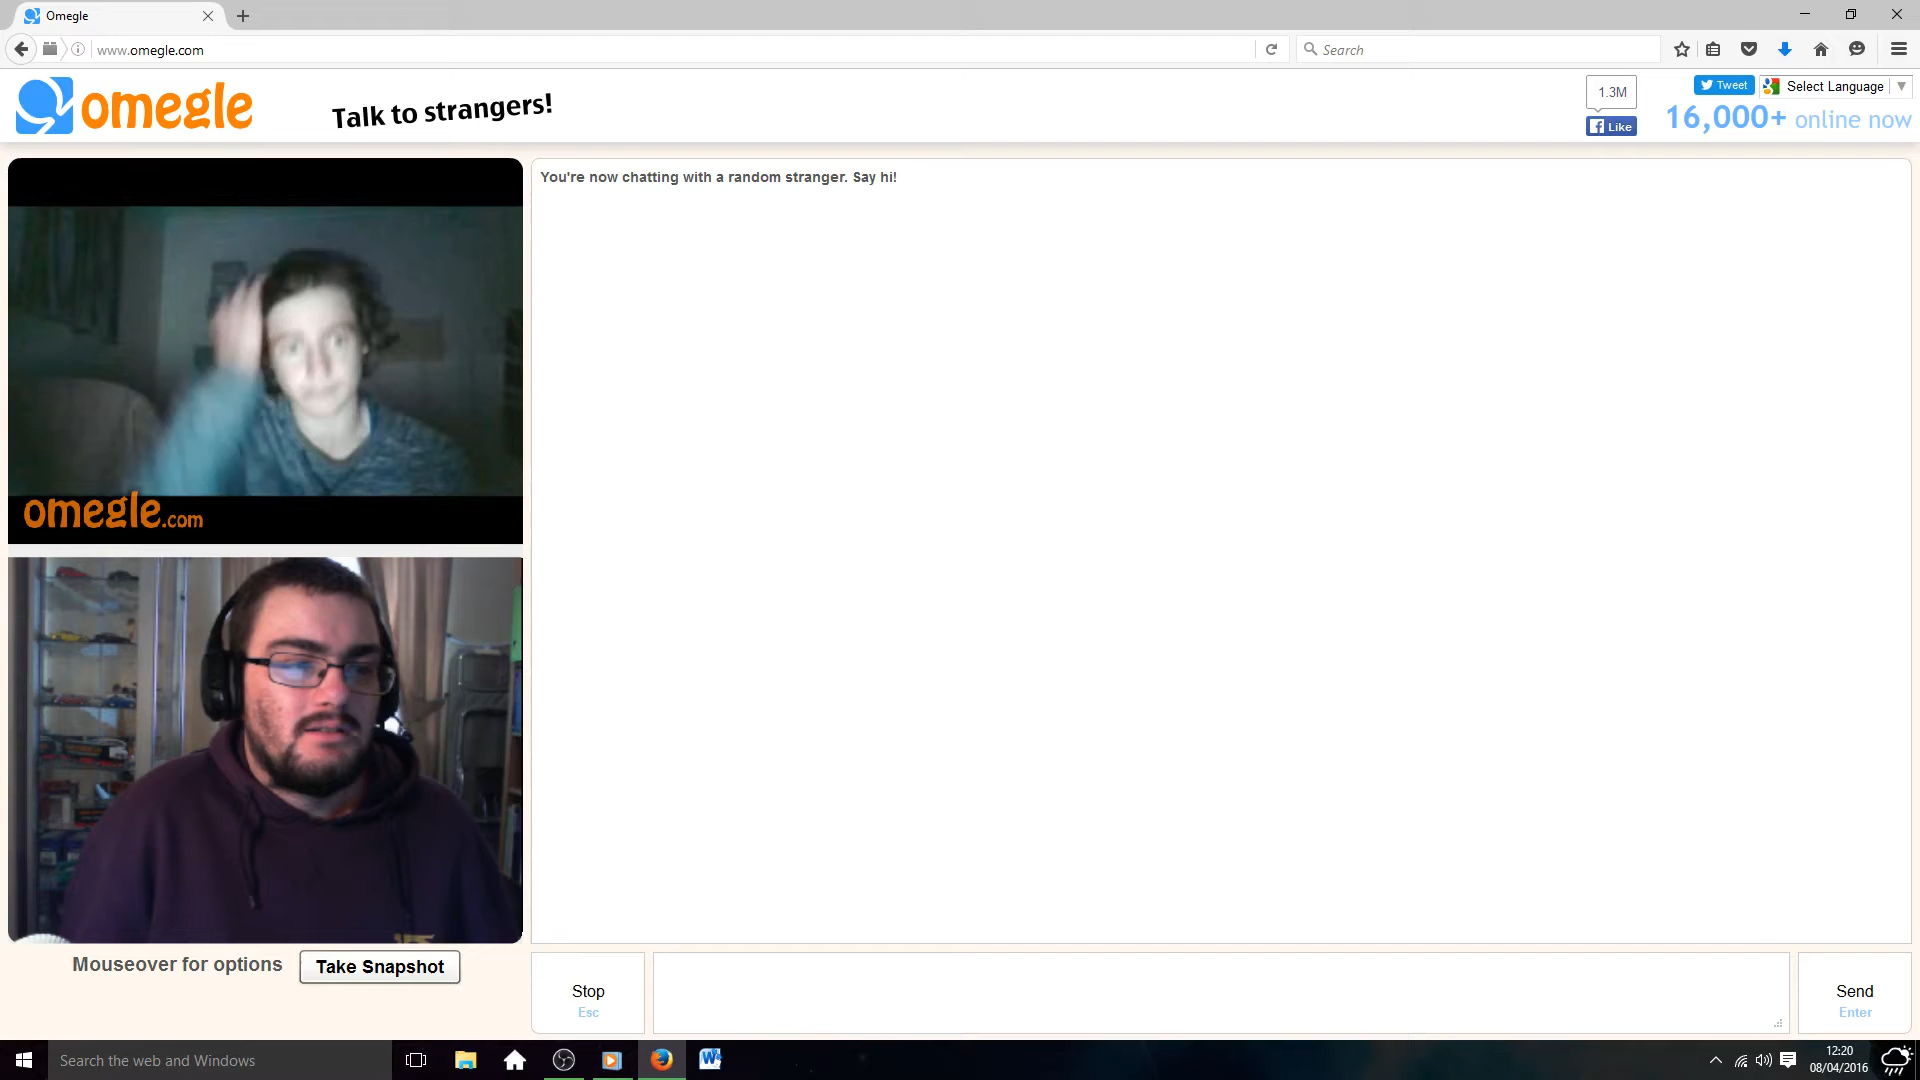 Omegle
www.omegle.com
Search
omegle
Talk to strangers!
1.3M
Like
Tweet
Select Language
16,000+ online now
You're now chatting with a random stranger. Say hi!
omegle.com
Mouseover for options
Take Snapshot
Stop
Esc
Send
Enter
Search the web and Windows
12:20
08/04/2016